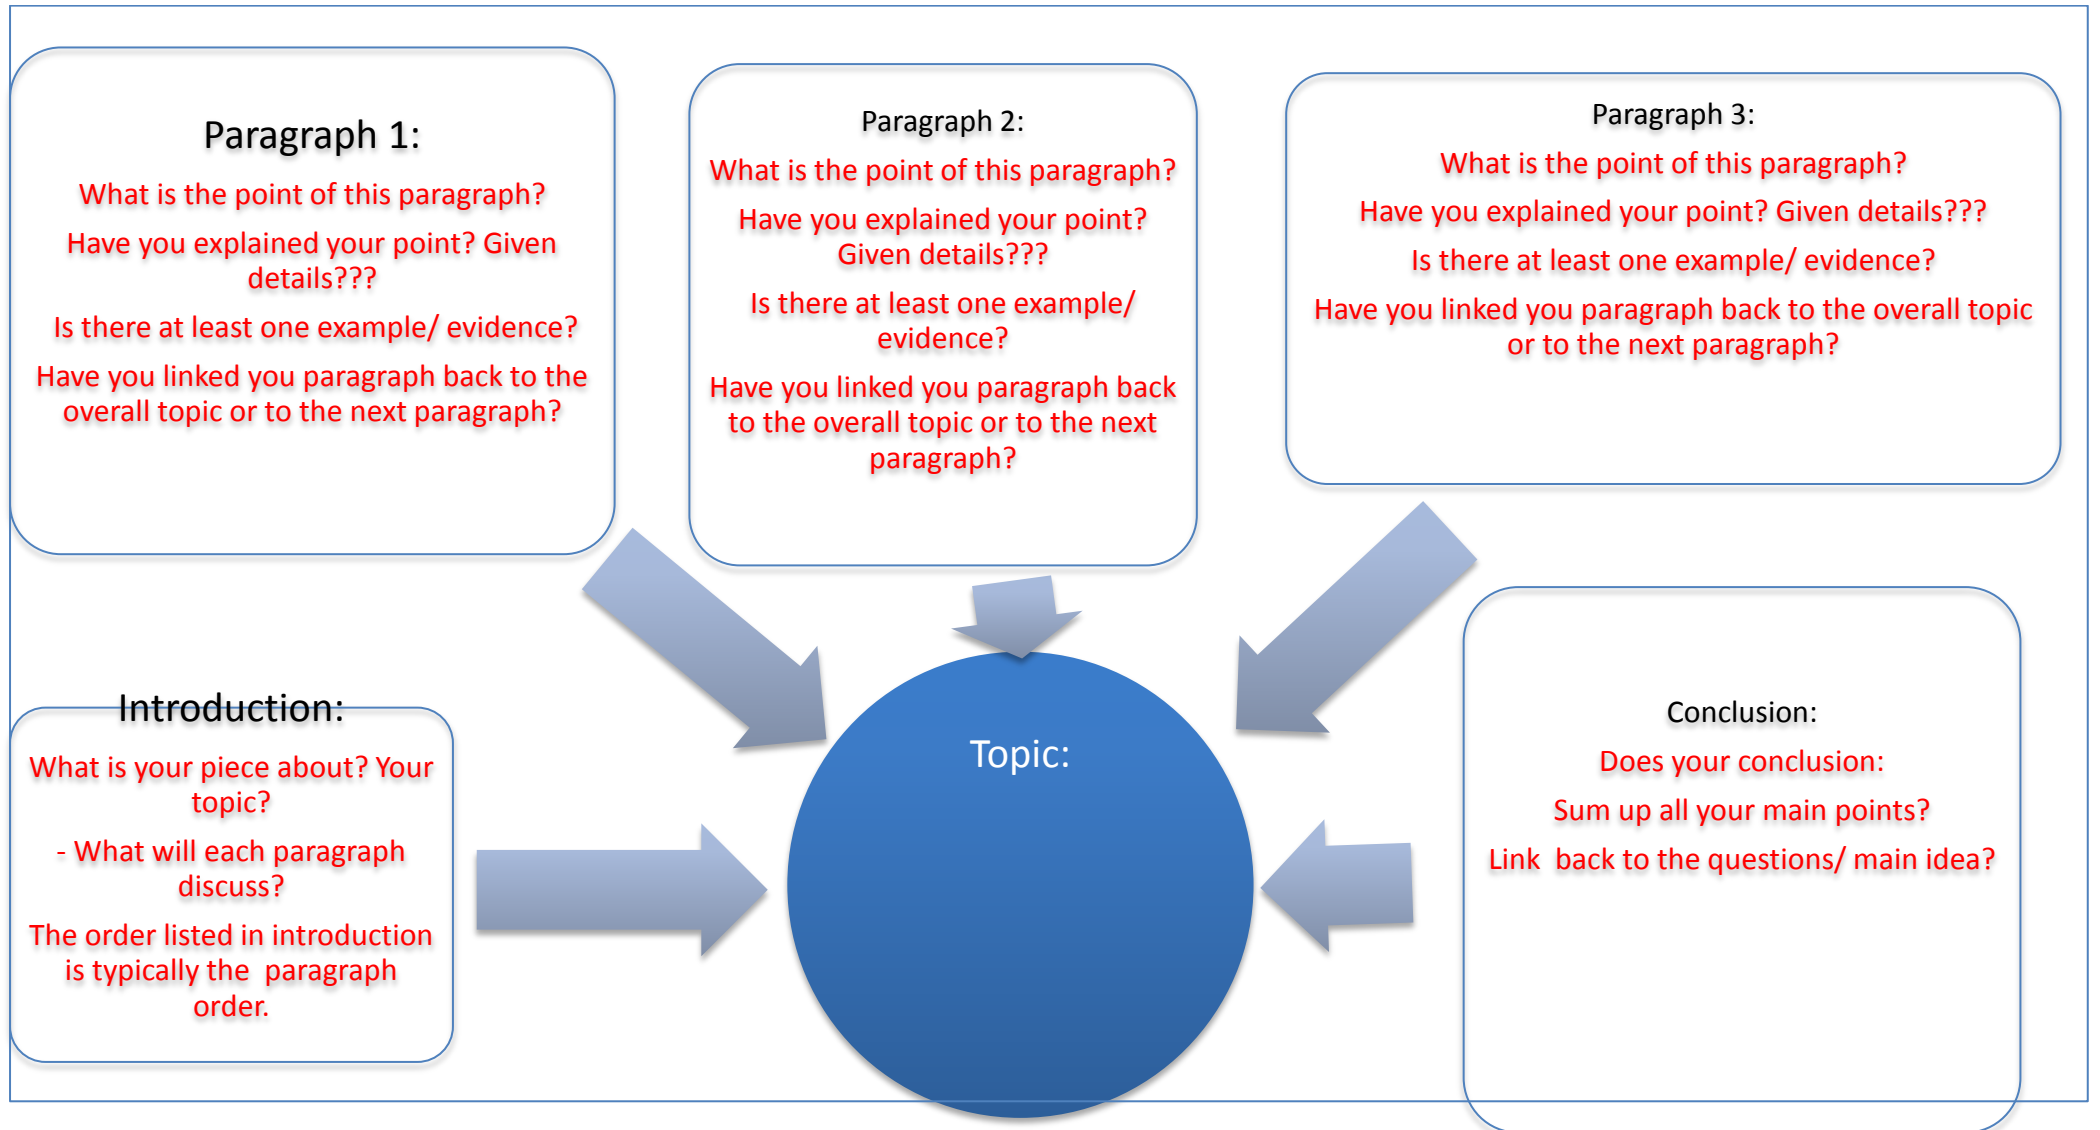 Paragraph 1:
What is the point of this paragraph?
Have you explained your point? Given
details???
Is there at least one example/ evidence?
Have you linked you paragraph back to the
overall topic or to the next paragraph?
Paragraph 2:
What is the point of this paragraph?
Have you explained your point?
Given details???
Is there at least one example/
evidence?
Have you linked you paragraph back
to the overall topic or to the next
paragraph?
Paragraph 3:
What is the point of this paragraph?
Have you explained your point? Given details???
Is there at least one example/ evidence?
Have you linked you paragraph back to the overall topic
or to the next paragraph?
Introduction:
What is your piece about? Your
topic?
- What will each paragraph
discuss?
The order listed in introduction
is typically the  paragraph
order.
Topic:
Conclusion:
Does your conclusion:
Sum up all your main points?
Link  back to the questions/ main idea?